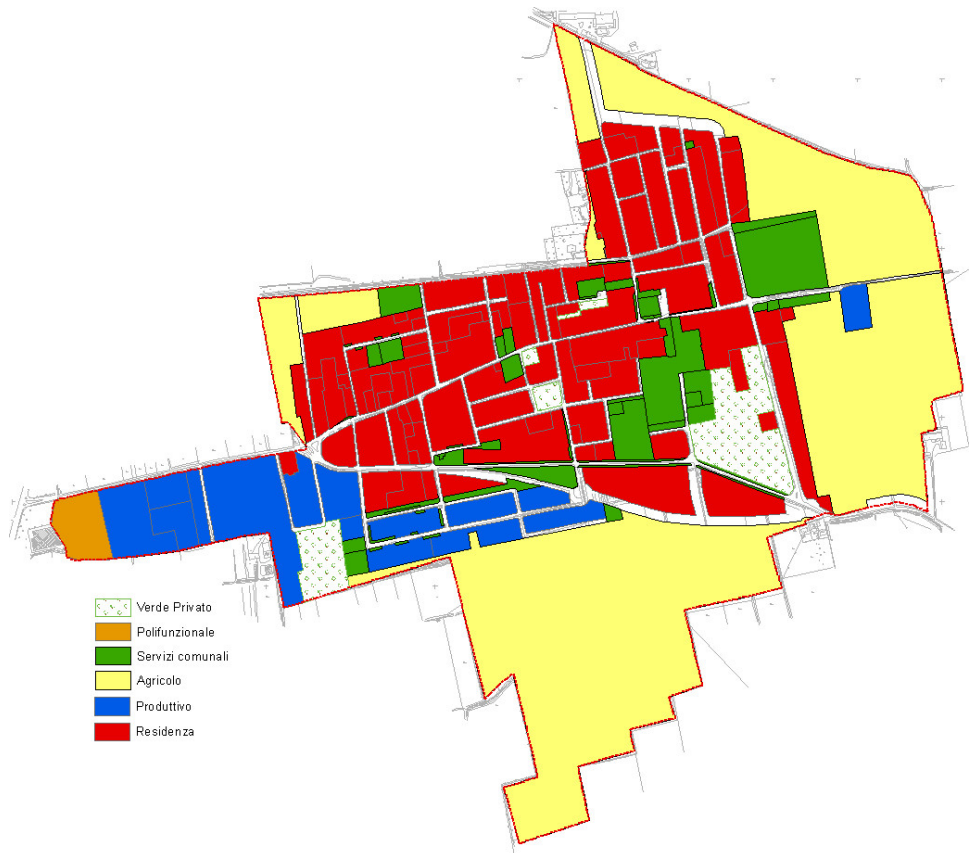 Verde Privato
Polifunzionale
Servizi comunali
Agricolo
Produttivo
Residenza